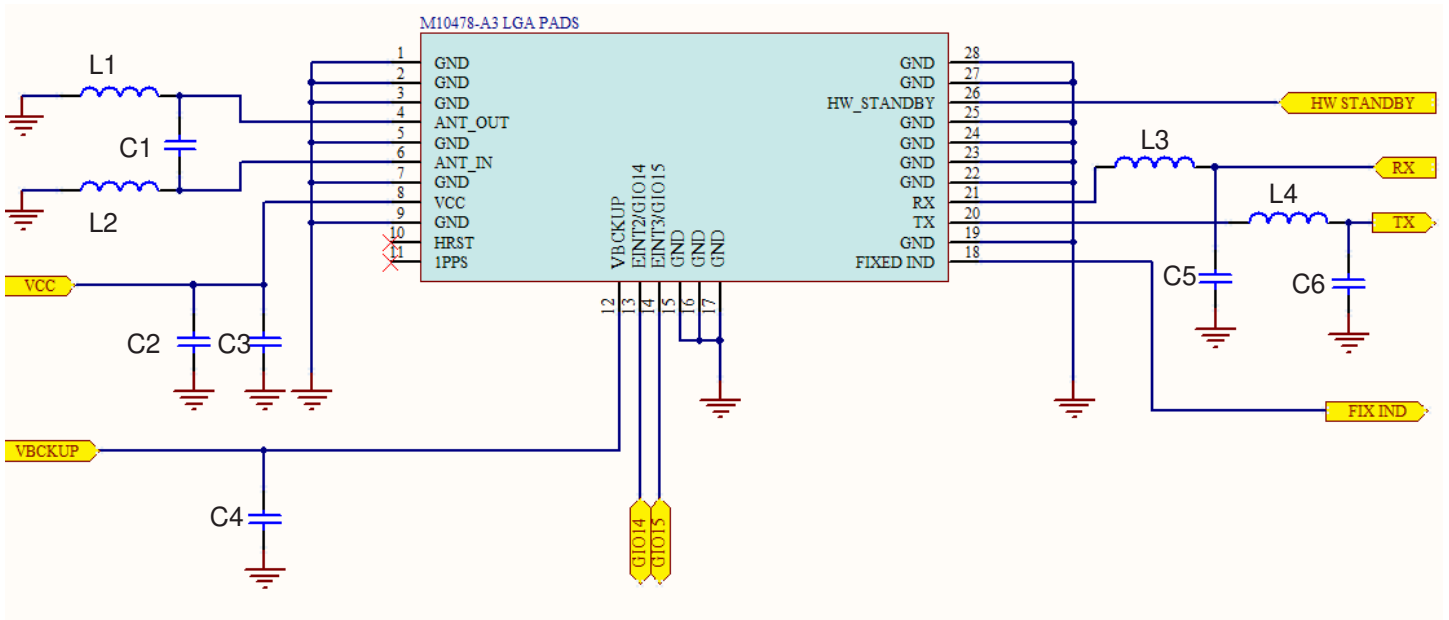 M10478-A3 LGA PADS
1 GND
2 GND
3 GND
4 ANT_OUT
5 GND
6 ANT_IN
7 GND
8 VCC
9 GND
10 HRST
11 1PPS
28 GND
27 GND
26 HW_STANDBY
25 GND
24 GND
23 GND
22 GND
21 RX
20 TX
19 GND
18 FIXED IND
VBCKUP 12
EINT2/GIO14 13
EINT3/GIO15 14
GND 15
GND 16
GND 17
L1
C1
L2
VCC
C2
C3
VBCKUP
C4
GIO14
GIO15
HW STANDBY
L3
RX
L4
TX
C5
C6
FIX IND